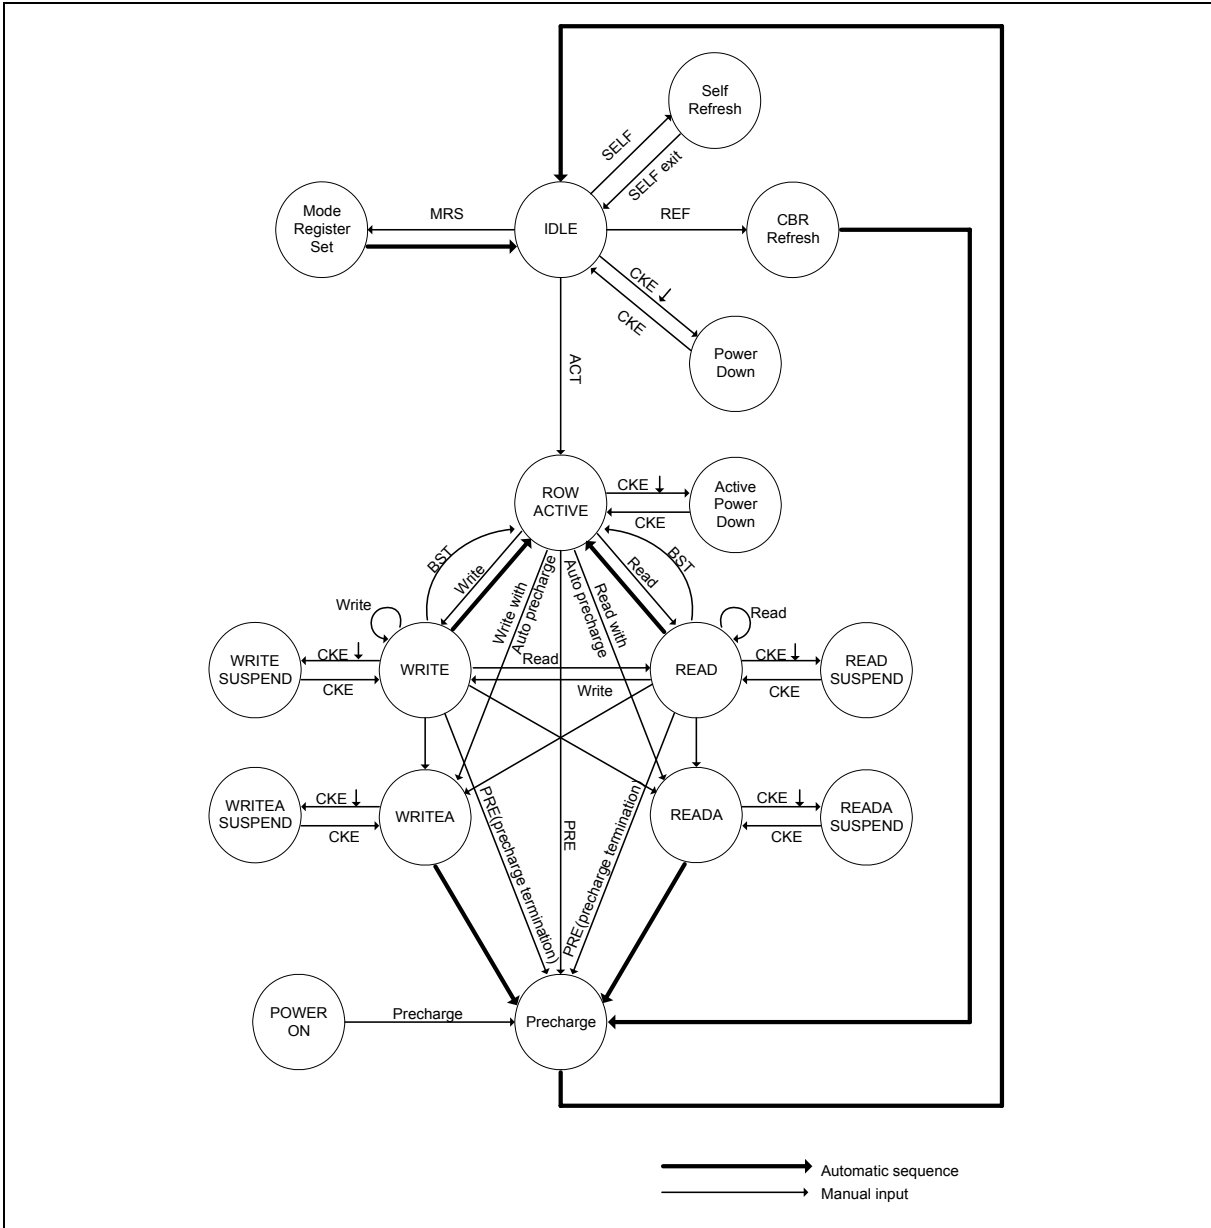 Self
Refresh
SELF
SELF exit
Mode
Register
Set
MRS
IDLE
REF
CBR
Refresh
CKE
CKE
Power
Down
ACT
ROW
ACTIVE
CKE
CKE
Active
Power
Down
BST
Write
Write with
Auto precharge
Auto precharge
Read with
Read
BST
Write
Read
WRITE
SUSPEND
CKE
CKE
WRITE
Read
Write
READ
CKE
CKE
READ
SUSPEND
WRITEA
SUSPEND
CKE
CKE
WRITEA
PRE(precharge termination)
PRE
PRE(precharge termination)
READA
CKE
CKE
READA
SUSPEND
POWER
ON
Precharge
Precharge
Automatic sequence
Manual input